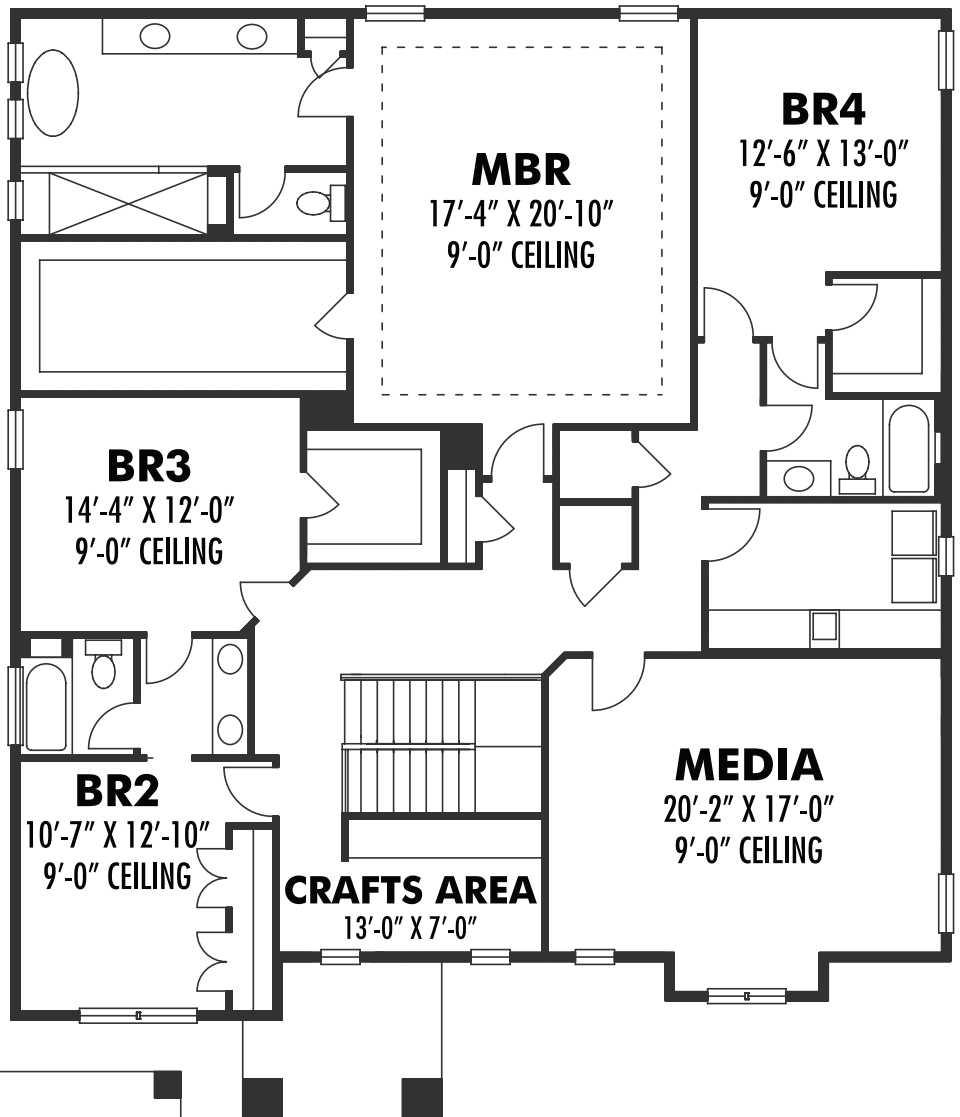 BR4
12'-6" X 13'-0"
9'-0" CEILING
MBR
17'-4" X 20'-10"
9'-0" CEILING
BR3
14'-4" X 12'-0"
9'-0" CEILING
MEDIA
20'-2" X 17'-0"
9'-0" CEILING
BR2
10'-7" X 12'-10"
9'-0" CEILING
CRAFTS AREA
13'-0" X 7'-0"